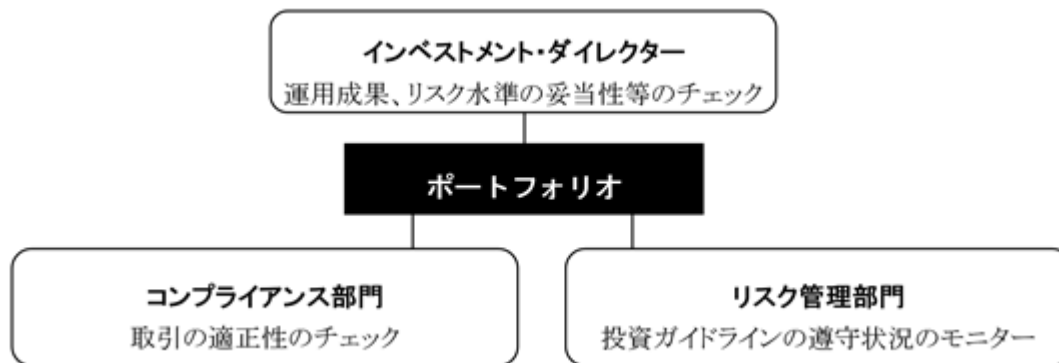 インベストメント・ダイレクター
運用成果、リスク水準の妥当性等のチェック
ポートフォリオ
コンプライアンス部門
取引の適正性のチェック
リスク管理部門
投資ガイドラインの遵守状況のモニター